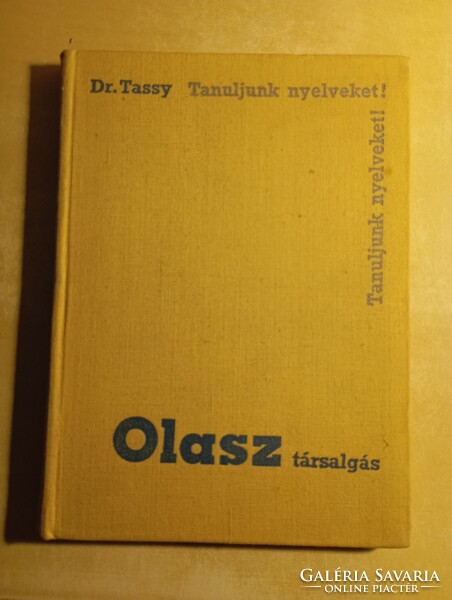 Dr. Tassy Tanuljunk nyelveket!
Tanuljunk nyelveket!
Olasz társalgás
GALÉRIA SAVARIA
ONLINE PIACTÉR